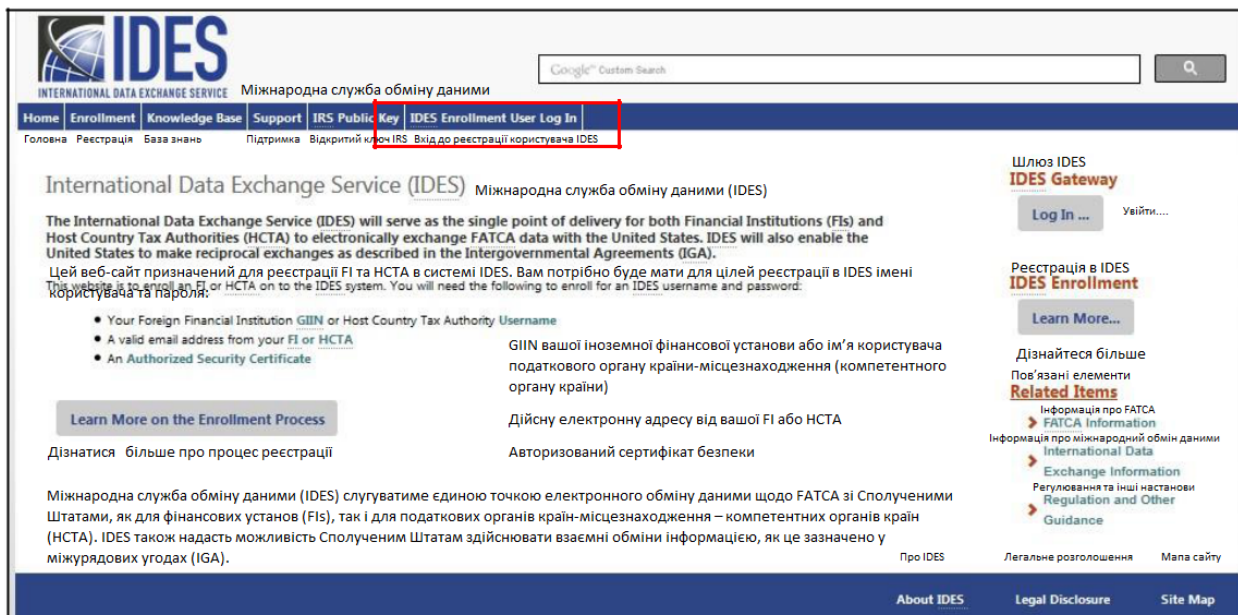 IDES
INTERNATIONAL DATA EXCHANGE SERVICE
Міжнародна служба обміну даними
Google™ Custom Search
Home Enrollment Knowledge Base Support IRS Public Key IDES Enrollment User Log In
Головна Реєстрація База знань Підтримка Відкритий ключ IRS Вхід до реєстрації користувача IDES
International Data Exchange Service (IDES) Міжнародна служба обміну даними (IDES)
The International Data Exchange Service (IDES) will serve as the single point of delivery for both Financial Institutions (FIs) and
Host Country Tax Authorities (HCTA) to electronically exchange FATCA data with the United States. IDES will also enable the
United States to make reciprocal exchanges as described in the Intergovernmental Agreements (IGA).
Цей веб-сайт призначений для реєстрації FI та HCTA в системі IDES. Вам потрібно буде мати для цілей реєстрації в IDES імені
This website is to enroll an FI or HCTA on to the IDES system. You will need the following to enroll for an IDES username and password:
користувача та пароля:
• Your Foreign Financial Institution GIIN or Host Country Tax Authority Username
• A valid email address from your FI or HCTA
• An Authorized Security Certificate
GIIN вашої іноземної фінансової установи або ім’я користувача
податкового органу країни-місцезнаходження (компетентного
органу країни)
Learn More on the Enrollment Process
Дійсну електронну адресу від вашої FI або HCTA
Дізнатися більше про процес реєстрації
Авторизований сертифікат безпеки
Міжнародна служба обміну даними (IDES) слугуватиме єдиною точкою електронного обміну даними щодо FATCA зі Сполученими
Штатами, як для фінансових установ (FIs), так і для податкових органів країн-місцезнаходження – компетентних органів країн
(HCTA). IDES також надасть можливість Сполученим Штатам здійснювати взаємні обміни інформацією, як це зазначено у
міжурядових угодах (IGA).
Шлюз IDES
IDES Gateway
Log In ... Увійти....
Реєстрація в IDES
IDES Enrollment
Learn More...
Дізнайтеся більше
Пов’язані елементи
Related Items
Інформація про FATCA
FATCA Information
Інформація про міжнародний обмін даними
International Data
Exchange Information
Регулювання та інші настанови
Regulation and Other
Guidance
Про IDES Легальне розголошення Мапа сайту
About IDES Legal Disclosure Site Map